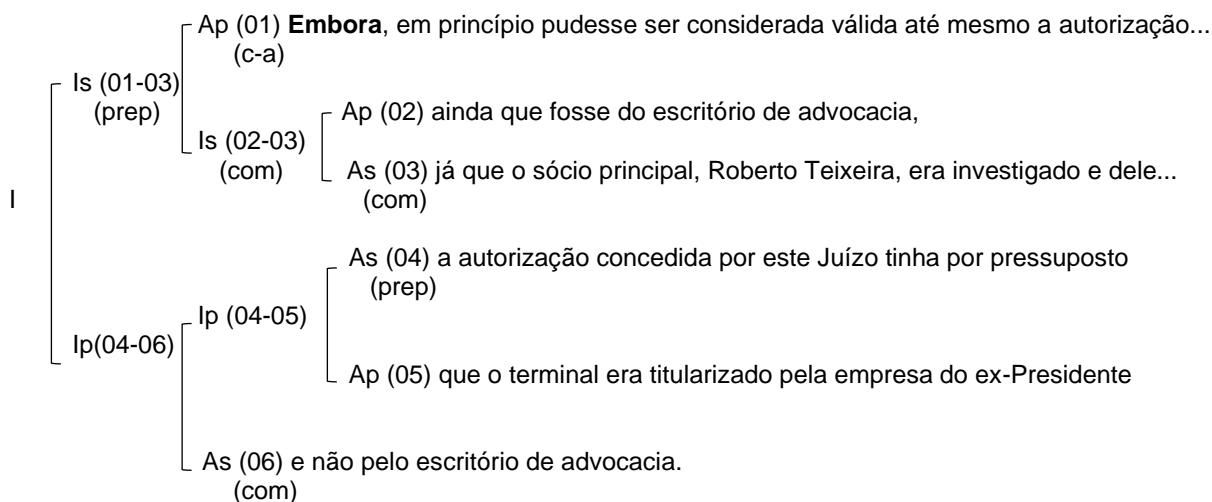 Ap (01) Embora, em princípio pudesse ser considerada válida até mesmo a autorização...
(c-a)
Is (01-03)
(prep)
Ap (02) ainda que fosse do escritório de advocacia,
Is (02-03)
(com)
As (03) já que o sócio principal, Roberto Teixeira, era investigado e dele...
(com)
I
As (04) a autorização concedida por este Juízo tinha por pressuposto
(prep)
Ip (04-05)
Ip(04-06)
Ap (05) que o terminal era titularizado pela empresa do ex-Presidente
As (06) e não pelo escritório de advocacia.
(com)